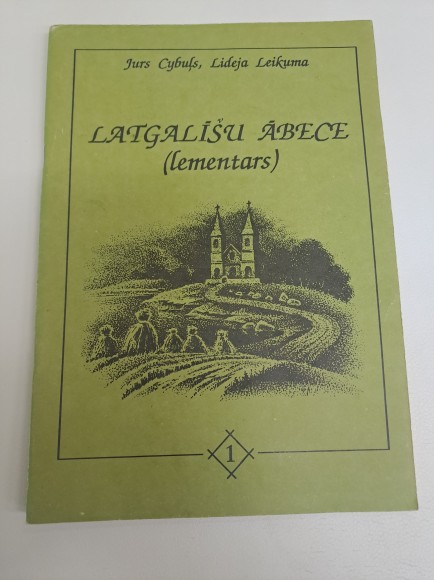 Jurs Cybuļs, Lideja Leikuma
LATGALĪŠU ĀBECE
(lementars)
1